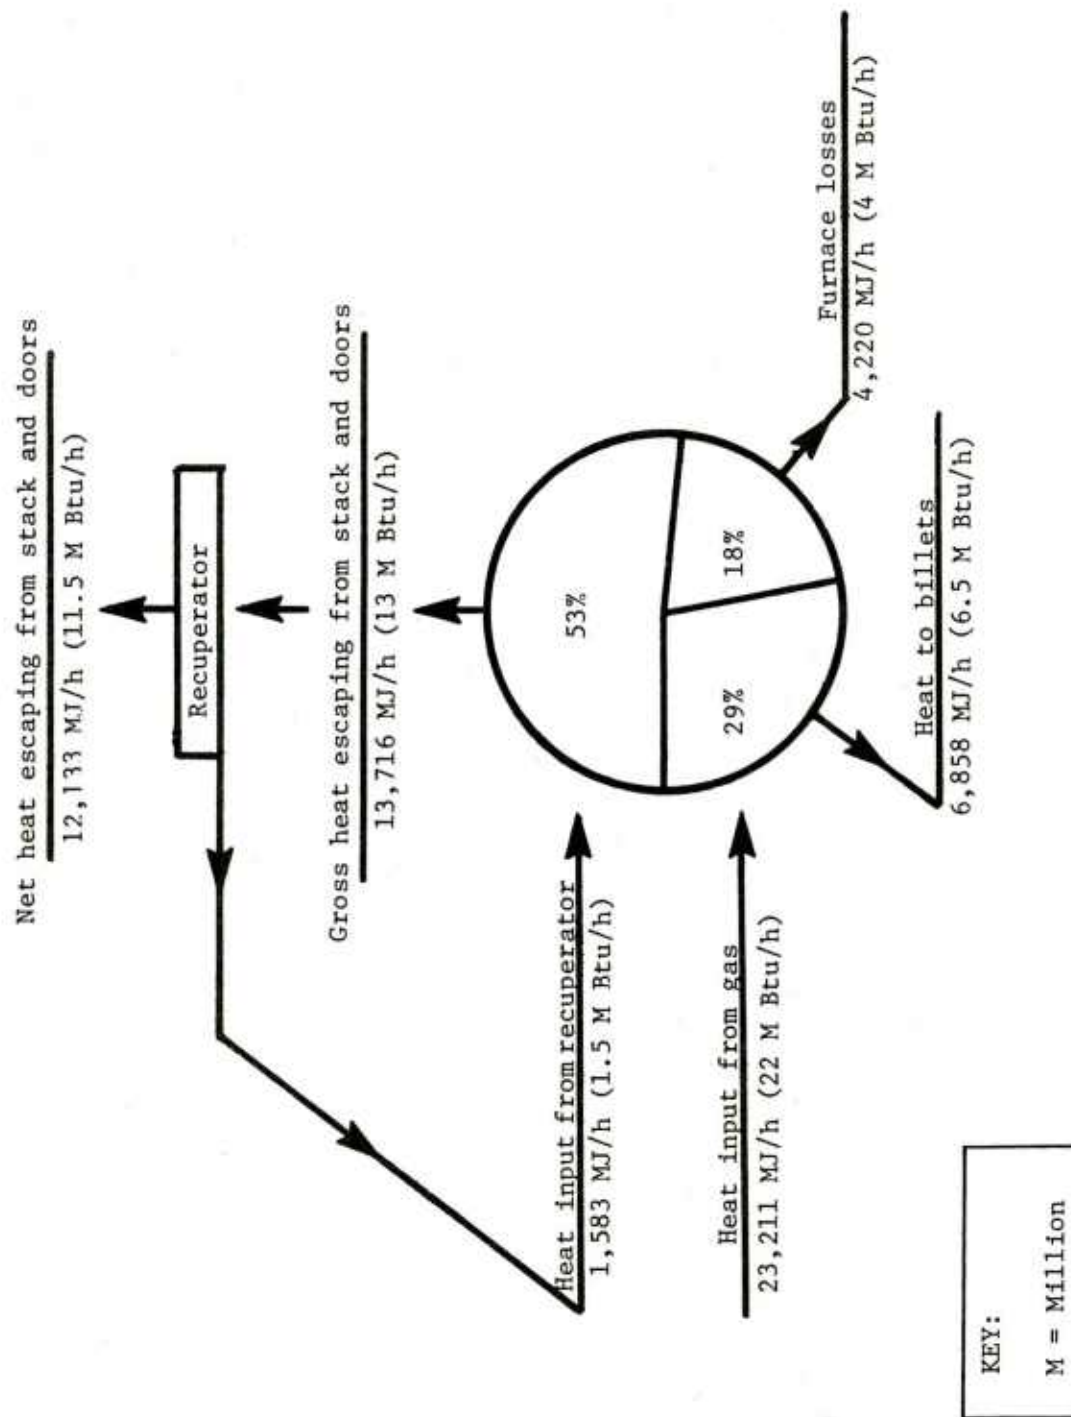 Net heat escaping from stack and doors
12,133 MJ/h (11.5 M Btu/h)
Recuperator
Gross heat escaping from stack and doors
13,716 MJ/h (13 M Btu/h)
53%
29%
18%
Heat input from recuperator
1,583 MJ/h (1.5 M Btu/h)
Heat input from gas
23,211 MJ/h (22 M Btu/h)
Furnace losses
4,220 MJ/h (4 M Btu/h)
Heat to billets
6,858 MJ/h (6.5 M Btu/h)
KEY:
M = Million